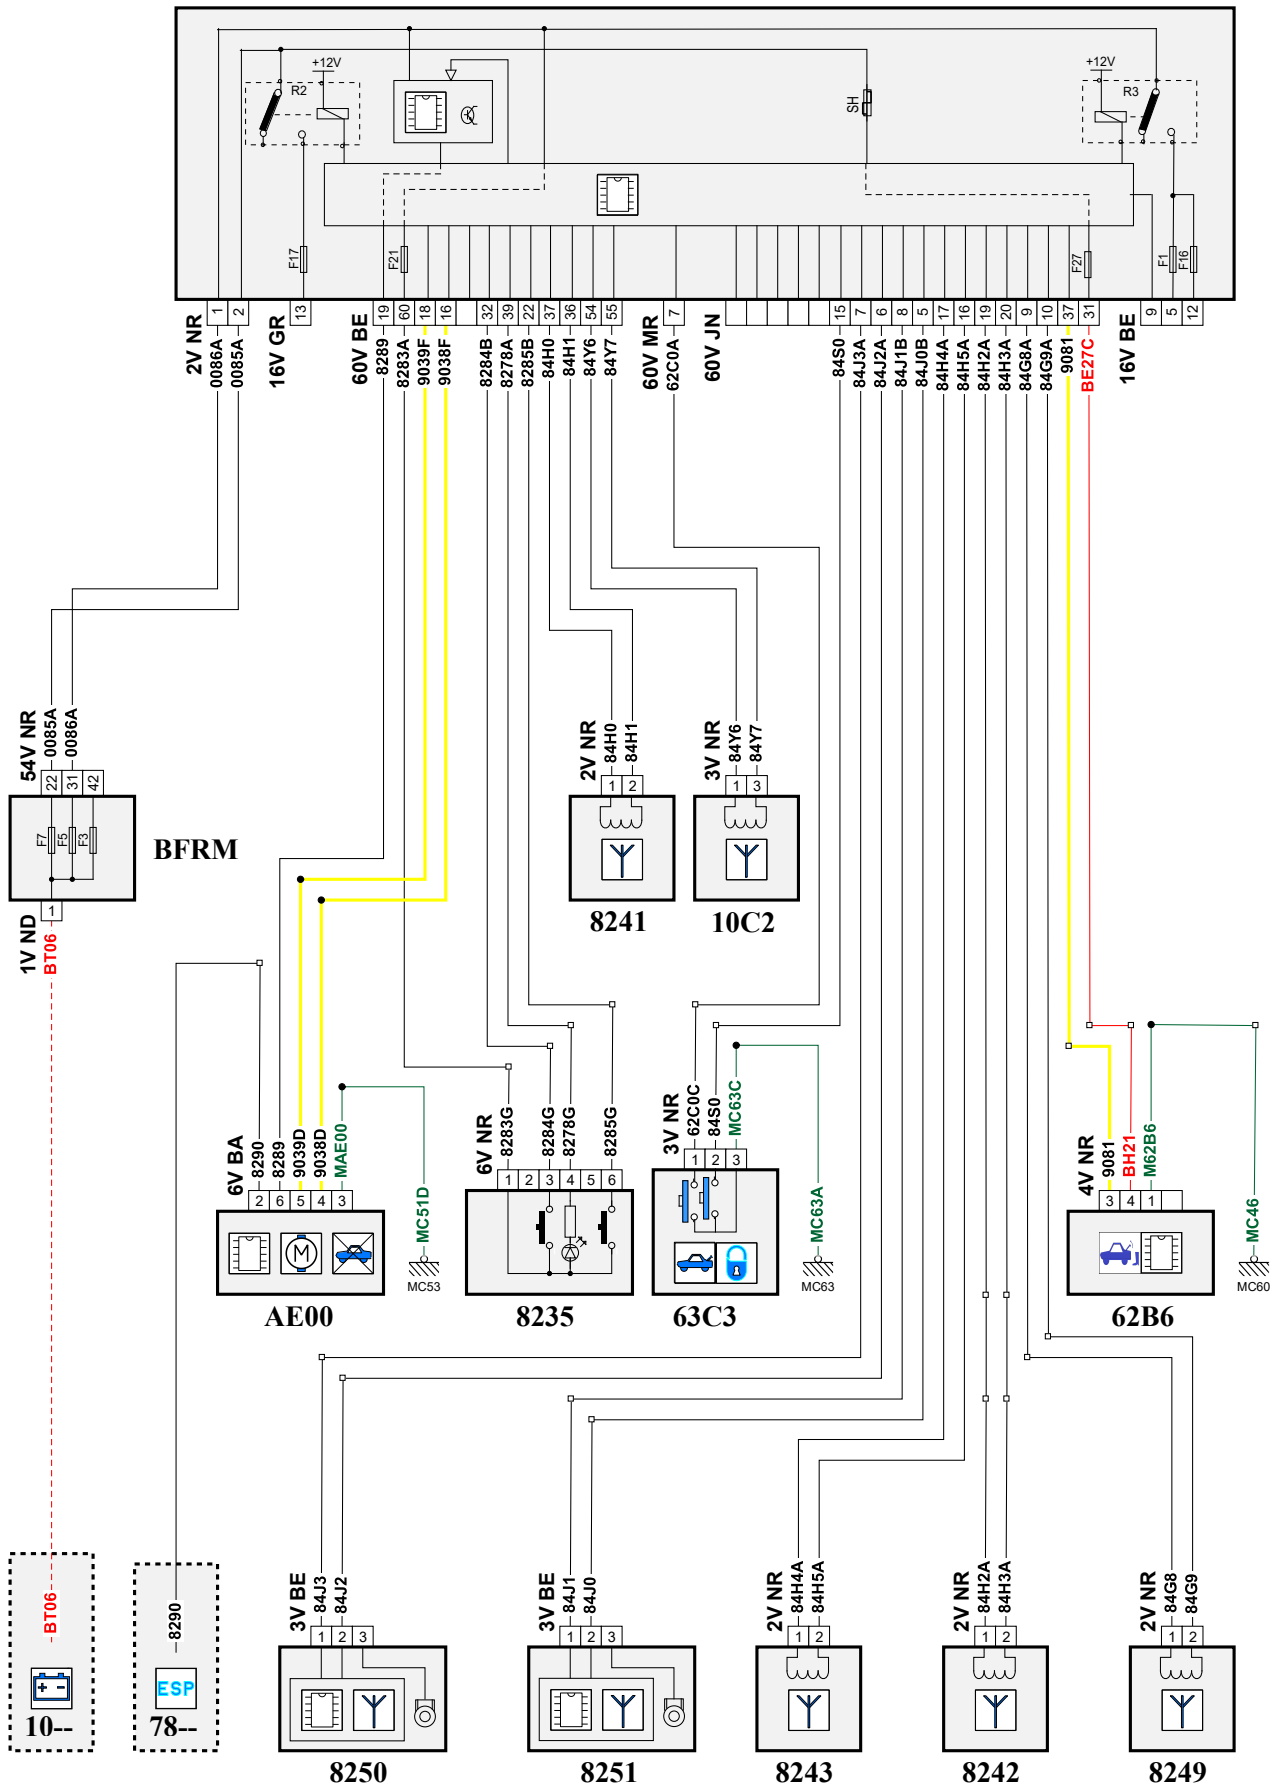 +12V
R2
SH
+12V
R3
F17
F21
F27
F1
F16
1 2 13 19 60 18 16 32 39 22 37 36 54 55 7 15 7 6 8 5 17 16 19 20 9 10 37 31 9 5 12
2V NR
0086A
0085A
16V GR
60V BE
8289
8283A
9039F
9038F
8284B
8278A
8285B
84H0
84H1
84Y6
84Y7
60V MR
62C0A
60V JN
84S0
84J3A
84J2A
84J1B
84J0B
84H4A
84H5A
84H2A
84H3A
84G8A
84G9A
9081
BE27C
16V BE
54V NR
0085A
0086A
22 31 42
F7
F5
F3
BFRM
1
1V ND
BT06
2V NR
84H0
84H1
1 2
8241
3V NR
84Y6
84Y7
1 3
10C2
6V BA
8290
8289
9039D
9038D
MAE00
2 6 5 4 3
M
AE00
MC51D
MC53
6V NR
8283G
8284G
8278G
8285G
1 2 3 4 5 6
8235
3V NR
62C0C
84S0
MC63C
1 2 3
63C3
MC63A
MC63
4V NR
9081
BH21
M62B6
3 4 1
62B6
MC46
MC60
BT06
10--
8290
ESP
78--
3V BE
84J3
84J2
1 2 3
8250
3V BE
84J1
84J0
1 2 3
8251
2V NR
84H4A
84H5A
1 2
8243
2V NR
84H2A
84H3A
1 2
8242
2V NR
84G8
84G9
1 2
8249